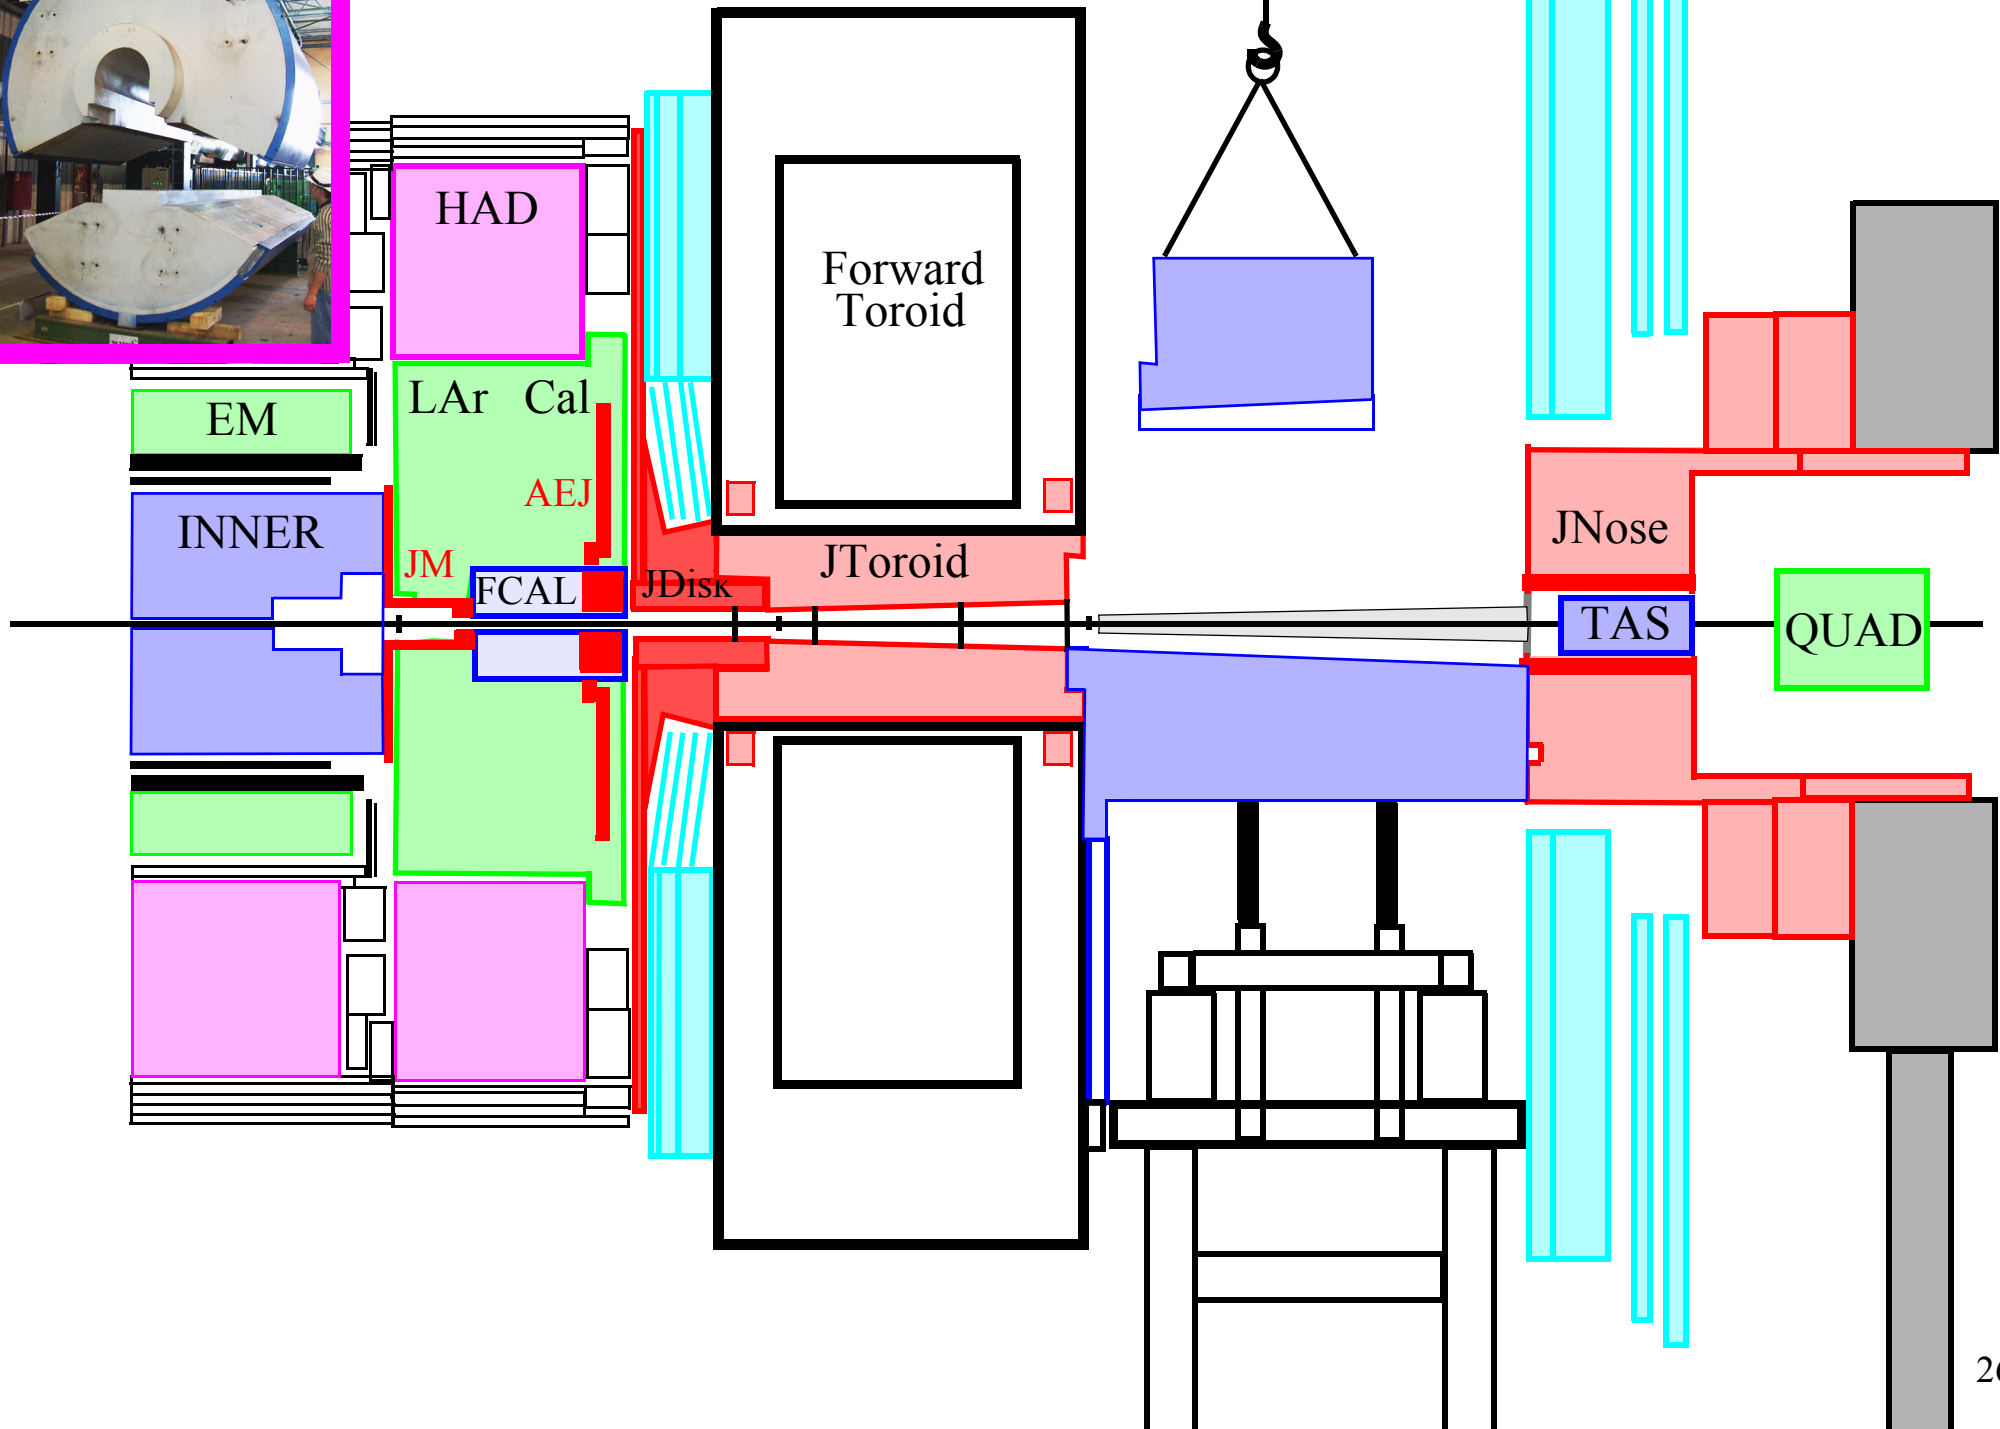 HAD
Forward
Toroid
LAr Cal
EM
AEJ
INNER
JNose
JM
JToroid
FCAL
JDisk
TAS
QUAD